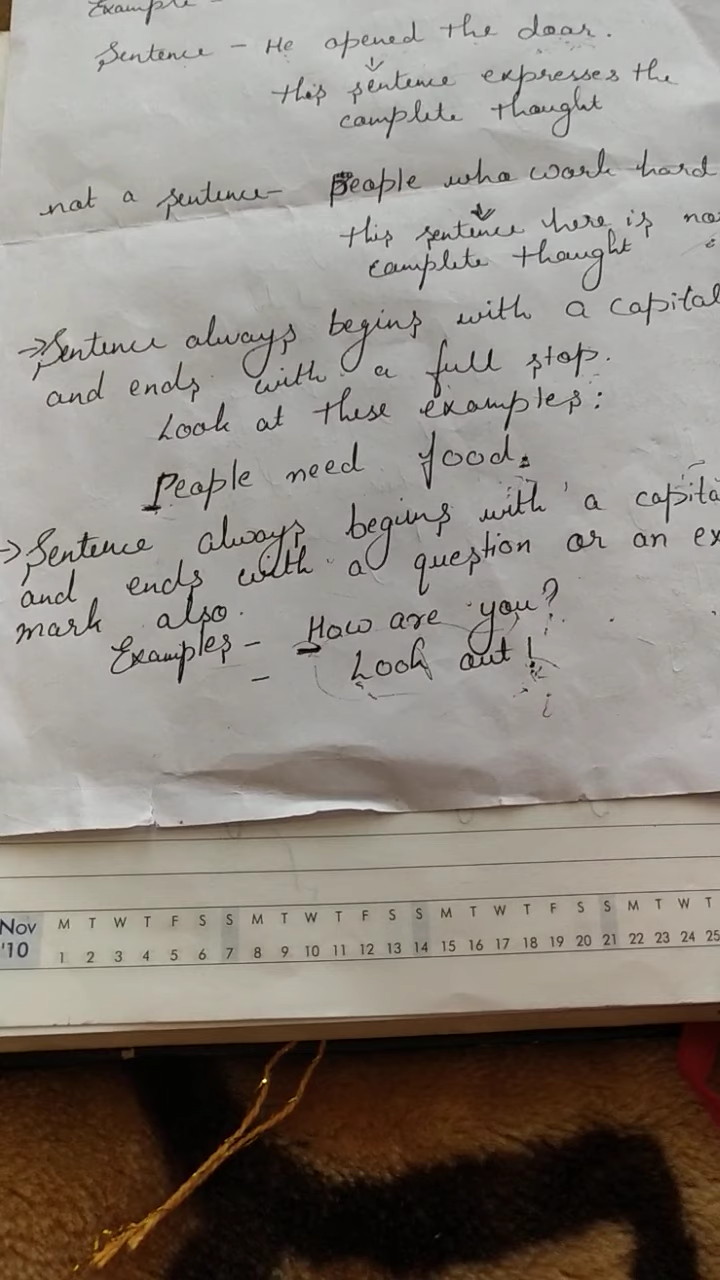 Example -
Sentence - He opened the door.
↓
this sentence expresses the
complete thought
not a sentence- People who work hard
↓
this sentence here is
complete thought
→ Sentence always begins with a capital
and ends with a full stop.
Look at these examples:
People need food.
→ Sentence always begins with a
and ends with a question or an
mark also.
Examples - How are you?
- Look out!
Nov M T W T F S S M T W T F S S M T W T F S S M T W T
'10 1 2 3 4 5 6 7 8 9 10 11 12 13 14 15 16 17 18 19 20 21 22 23 24 25